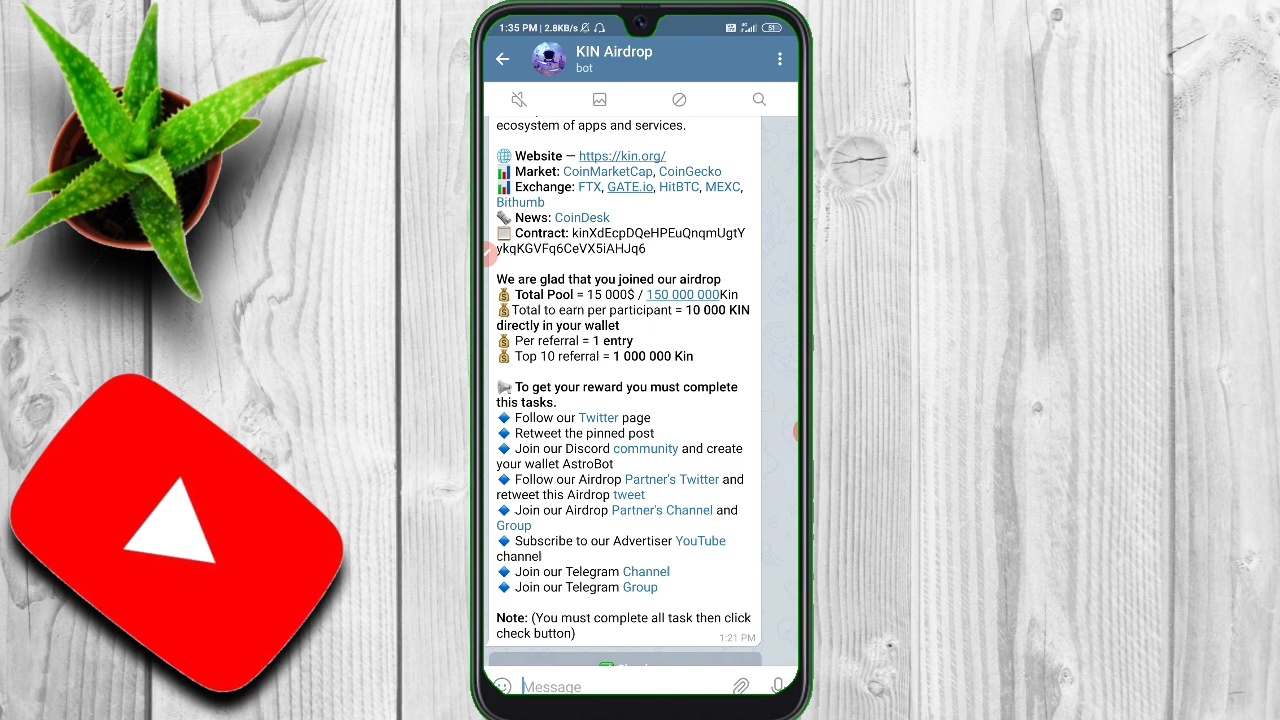 1:35 PM | 2.8KB/s
51
KIN Airdrop
bot
ecosystem of apps and services.
Website — https://kin.org/
Market: CoinMarketCap, CoinGecko
Exchange: FTX, GATE.io, HitBTC, MEXC,
Bithumb
News: CoinDesk
Contract: kinXdEcpDQeHPEuQnqmUgtY
ykqKGVFq6CeVX5iAHJq6
We are glad that you joined our airdrop
Total Pool = 15 000$ / 150 000 000Kin
Total to earn per participant = 10 000 KIN
directly in your wallet
Per referral = 1 entry
Top 10 referral = 1 000 000 Kin
To get your reward you must complete
this tasks.
Follow our Twitter page
Retweet the pinned post
Join our Discord community and create
your wallet AstroBot
Follow our Airdrop Partner's Twitter and
retweet this Airdrop tweet
Join our Airdrop Partner's Channel and
Group
Subscribe to our Advertiser YouTube
channel
Join our Telegram Channel
Join our Telegram Group
Note: (You must complete all task then click
check button)
1:21 PM
Message